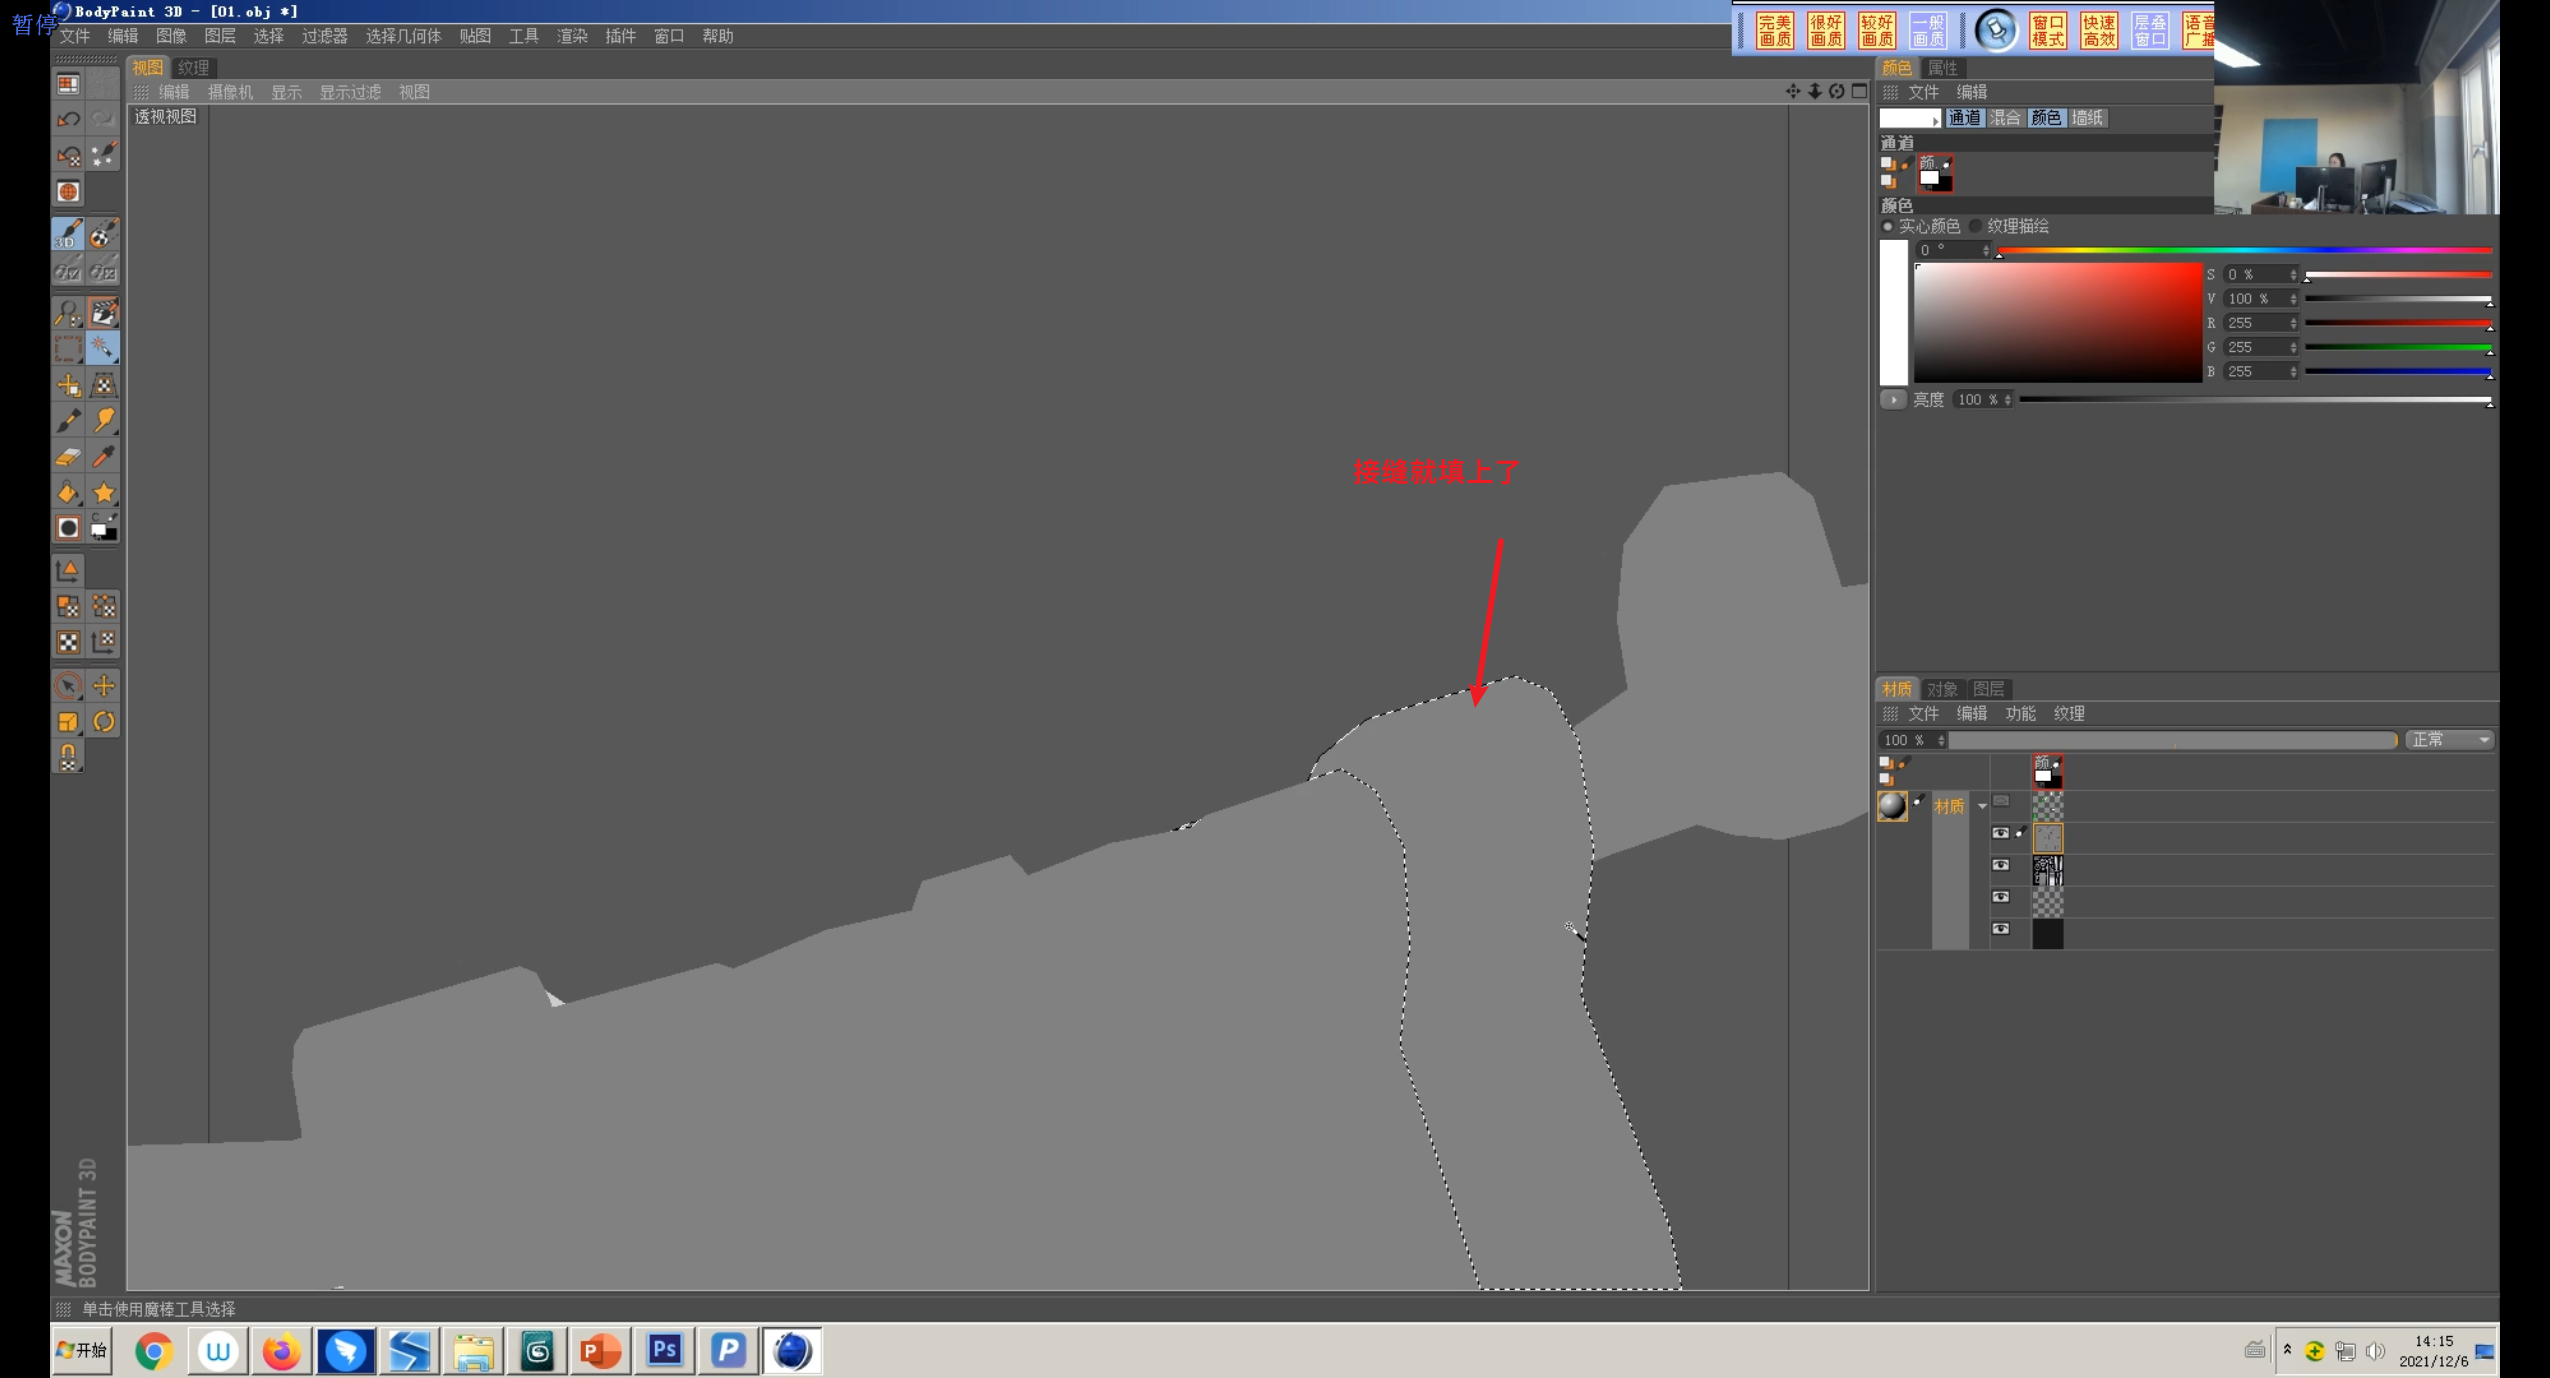 暂停
BodyPaint 3D - [01.obj *]
文件 编辑 图像 图层 选择 过滤器 选择几何体 贴图 工具 渲染 插件 窗口 帮助
完美画质 很好画质 较好画质 一般画质 窗口模式 快速高效 层叠窗口 语音广播
视图 纹理
编辑 摄像机 显示 显示过滤 视图
透视视图
颜色 属性
文件 编辑
通道 混合 颜色 墙纸
通道
颜.
颜色
实心颜色 纹理描绘
0 °
S 0 %
V 100 %
R 255
G 255
B 255
亮度 100 %
3D
C
接缝就填上了
材质 对象 图层
文件 编辑 功能 纹理
100 % 正常
颜.
材质
MAXON
BODYPAINT 3D
单击使用魔棒工具选择
开始
P
Ps
P
14:15
2021/12/6